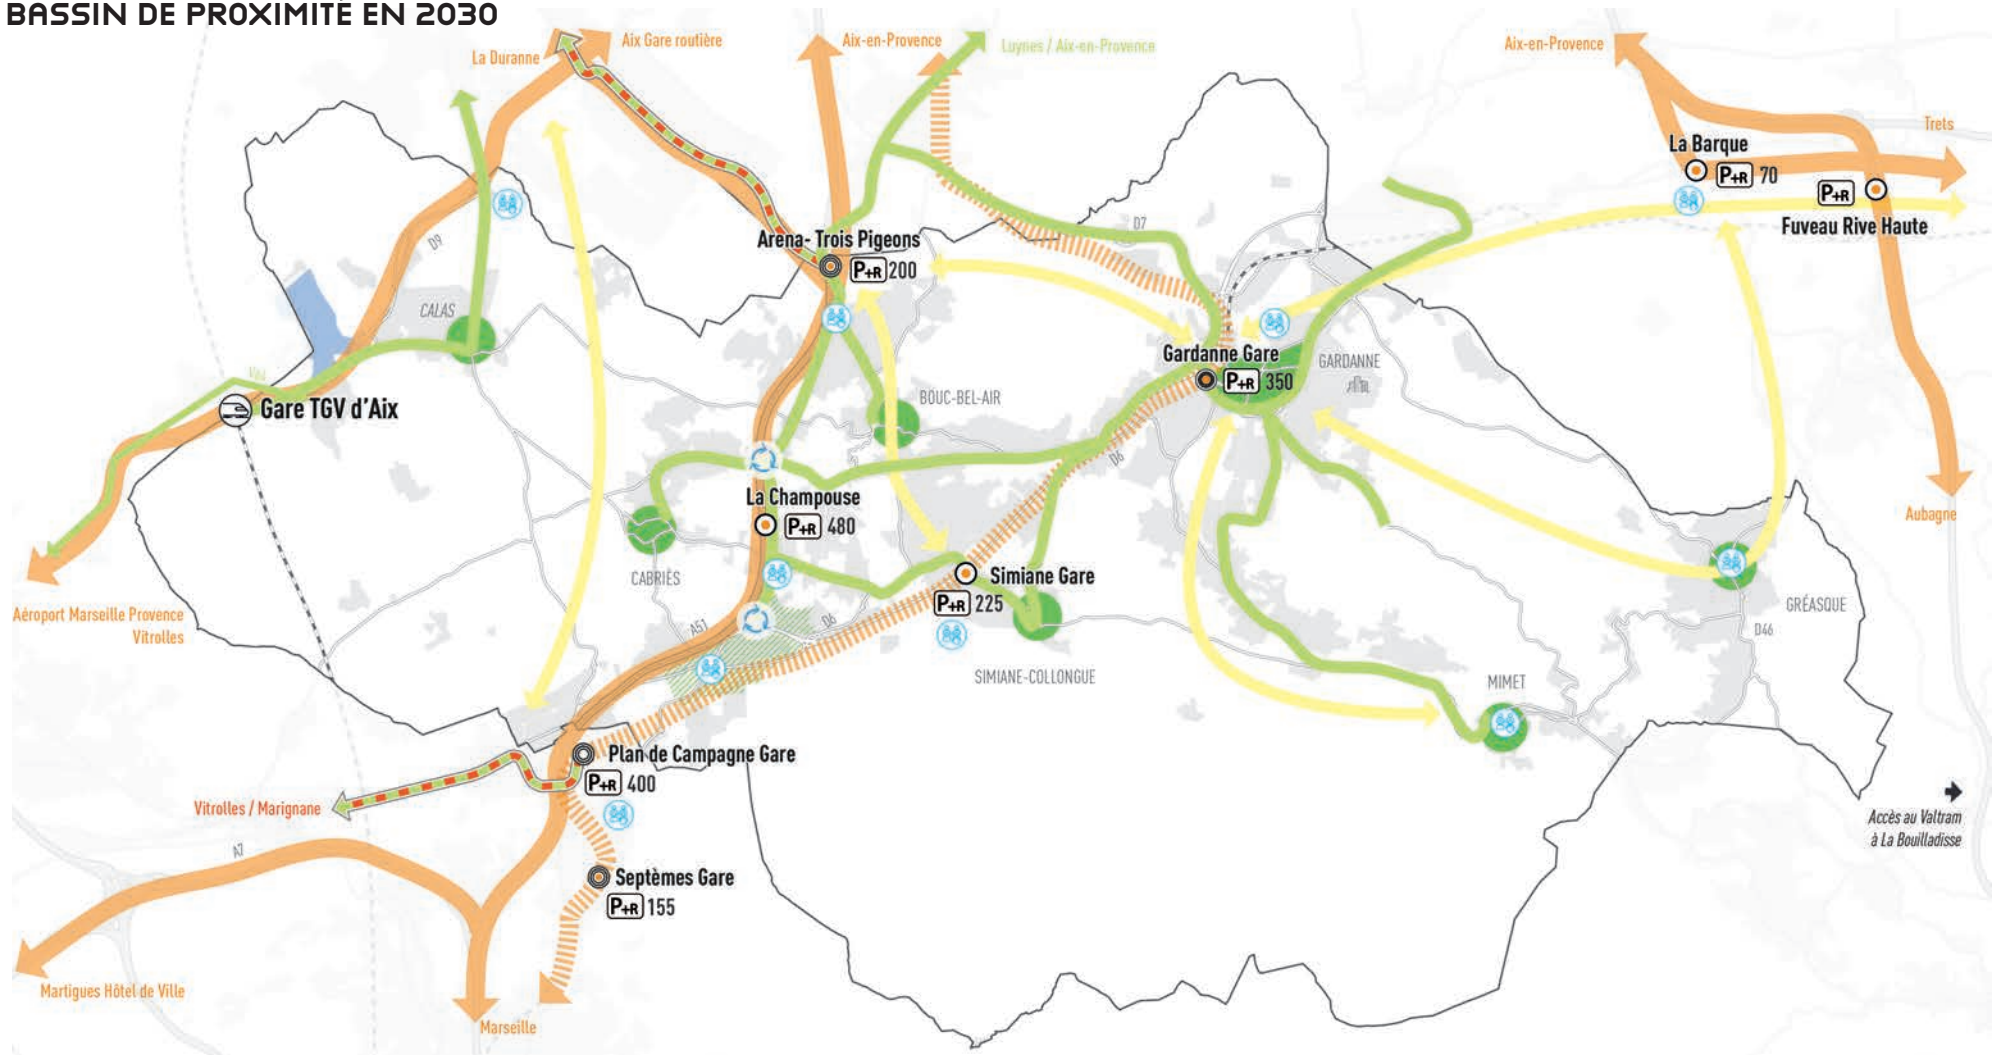 BASSIN DE PROXIMITÉ EN 2030
La Duranne
Aix Gare routière
Aix-en-Provence
Luynes / Aix-en-Provence
Aix-en-Provence
Trets
La Barque
P+R 70
P+R
Fuveau Rive Haute
D9
D7
Arena- Trois Pigeons
P+R 200
CALAS
Gardanne Gare
P+R 350
GARDANNE
Vélo
Gare TGV d'Aix
BOUC-BEL-AIR
D6
La Champouse
P+R 480
Aubagne
CABRIÈS
Simiane Gare
P+R 225
Aéroport Marseille Provence
Vitrolles
A51
D6
GRÉASQUE
D46
SIMIANE-COLLONGUE
MIMET
Plan de Campagne Gare
P+R 400
Vitrolles / Marignane
A7
Accès au Valtram
à La Bouilladisse
Septèmes Gare
P+R 155
Martigues Hôtel de Ville
Marseille